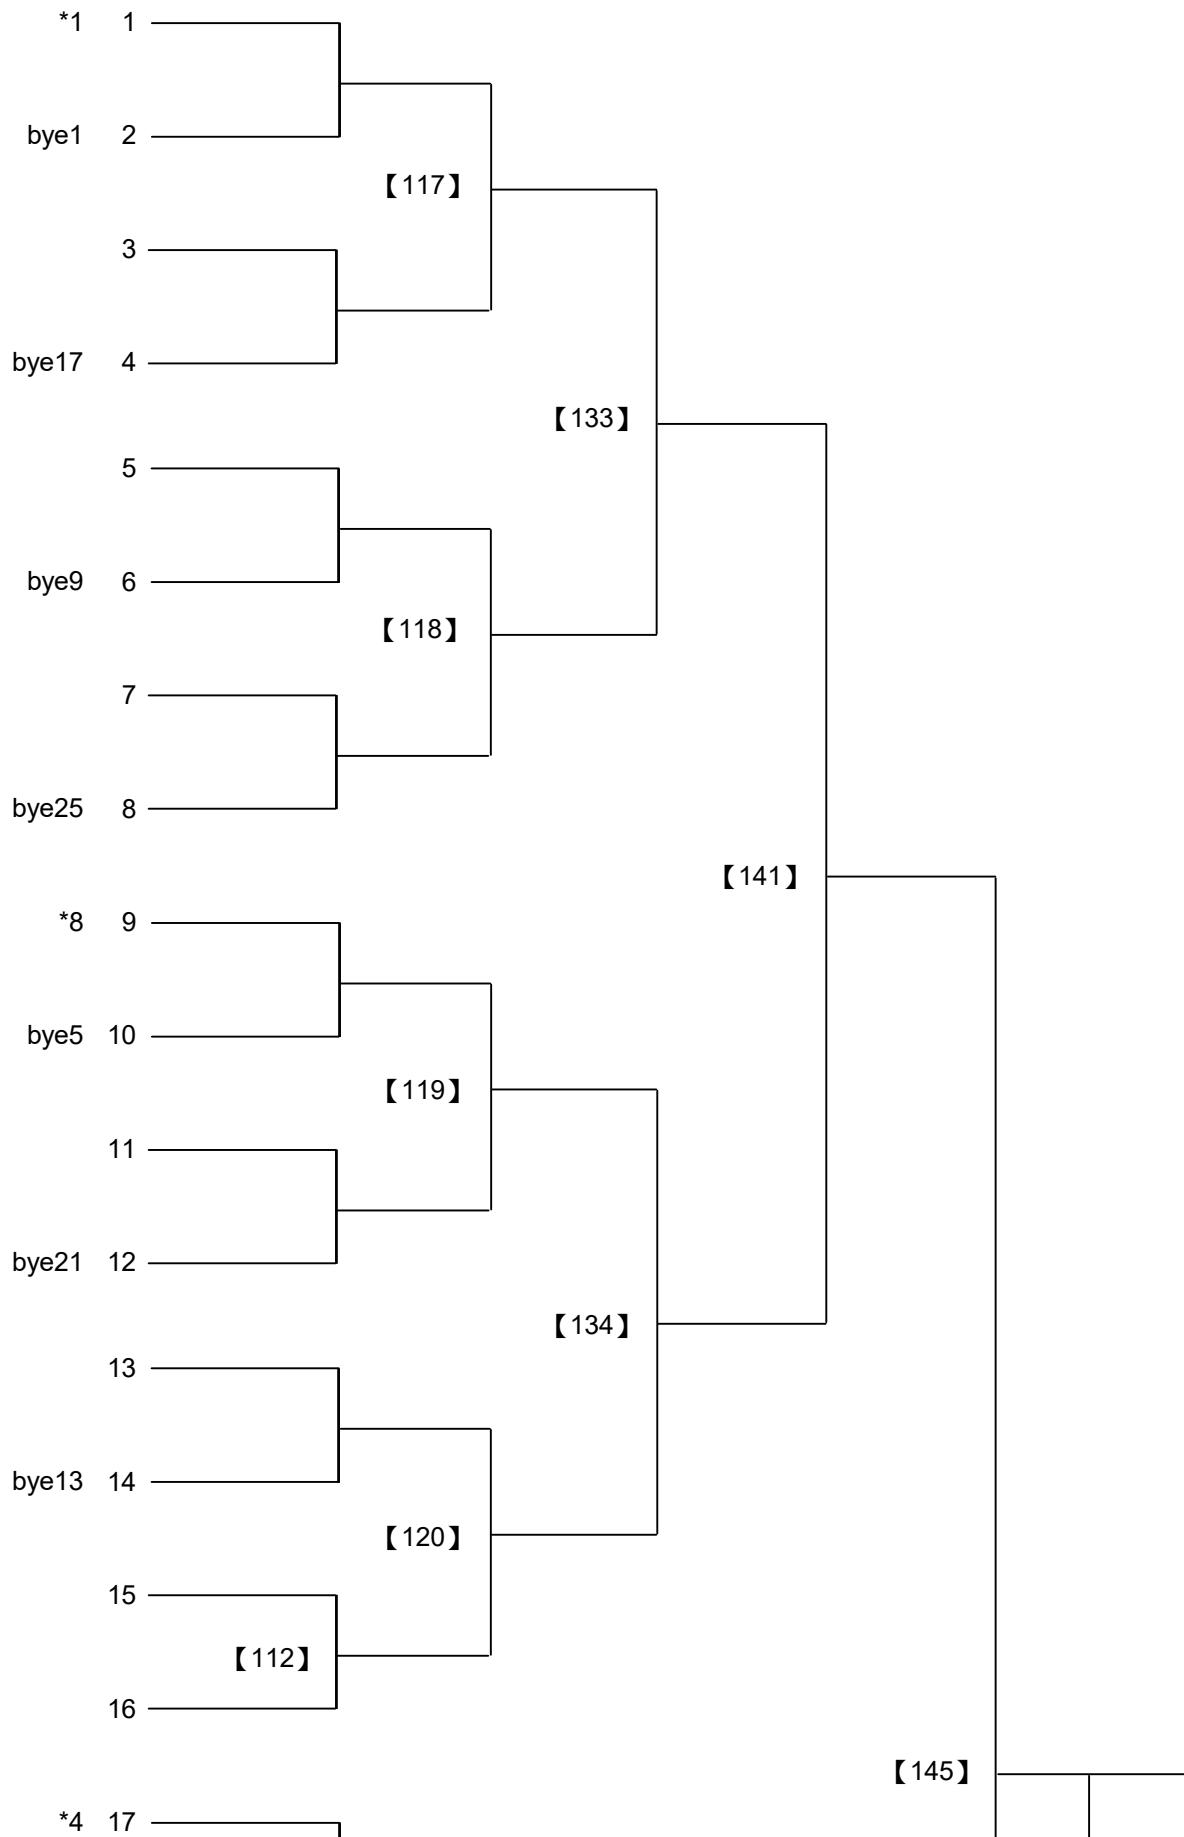 *1 1
bye1 2
【117】
3
bye17 4
【133】
5
bye9 6
【118】
7
bye25 8
【141】
*8 9
bye5 10
【119】
11
bye21 12
【134】
13
bye13 14
【120】
15
【112】
16
【145】
*4 17